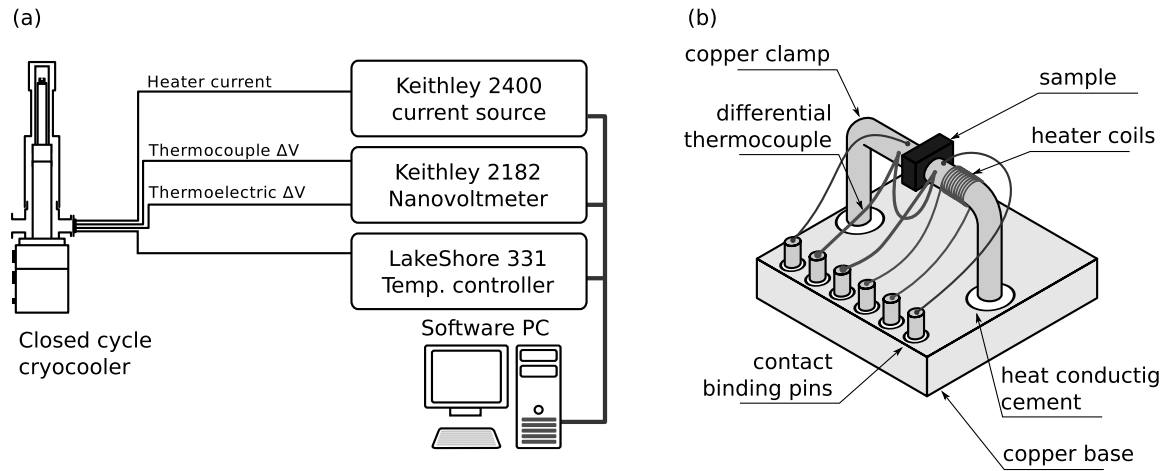 (a)
Heater current
Keithley 2400
current source
Thermocouple ΔV
Keithley 2182
Nanovoltmeter
Thermoelectric ΔV
LakeShore 331
Temp. controller
Software PC
Closed cycle
cryocooler
(b)
copper clamp
sample
differential
thermocouple
heater coils
contact
binding pins
heat conductig
cement
copper base